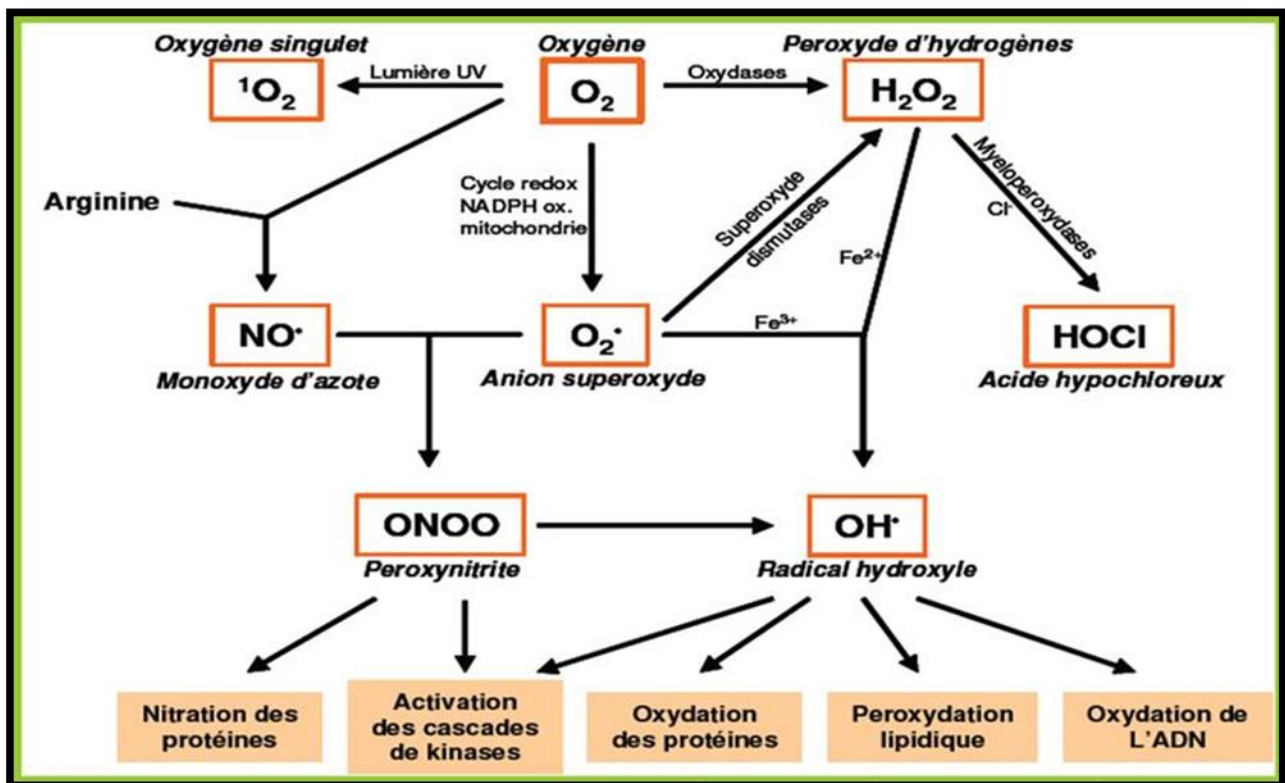 Oxygène singulet
Oxygène
Peroxyde d'hydrogènes
¹O₂
Lumière UV
O₂
Oxydases
H₂O₂
Arginine
Cycle redox
NADPH ox.
mitochondrie
Superoxyde
dismutases
Fe²⁺
Myeloperoxydases
Cl⁻
NO•
Monoxyde d'azote
O₂•
Anion superoxyde
Fe³⁺
HOCl
Acide hypochloreux
ONOO
Peroxynitrite
OH•
Radical hydroxyle
Nitration des
protéines
Activation
des cascades
de kinases
Oxydation
des protéines
Peroxydation
lipidique
Oxydation de
L'ADN